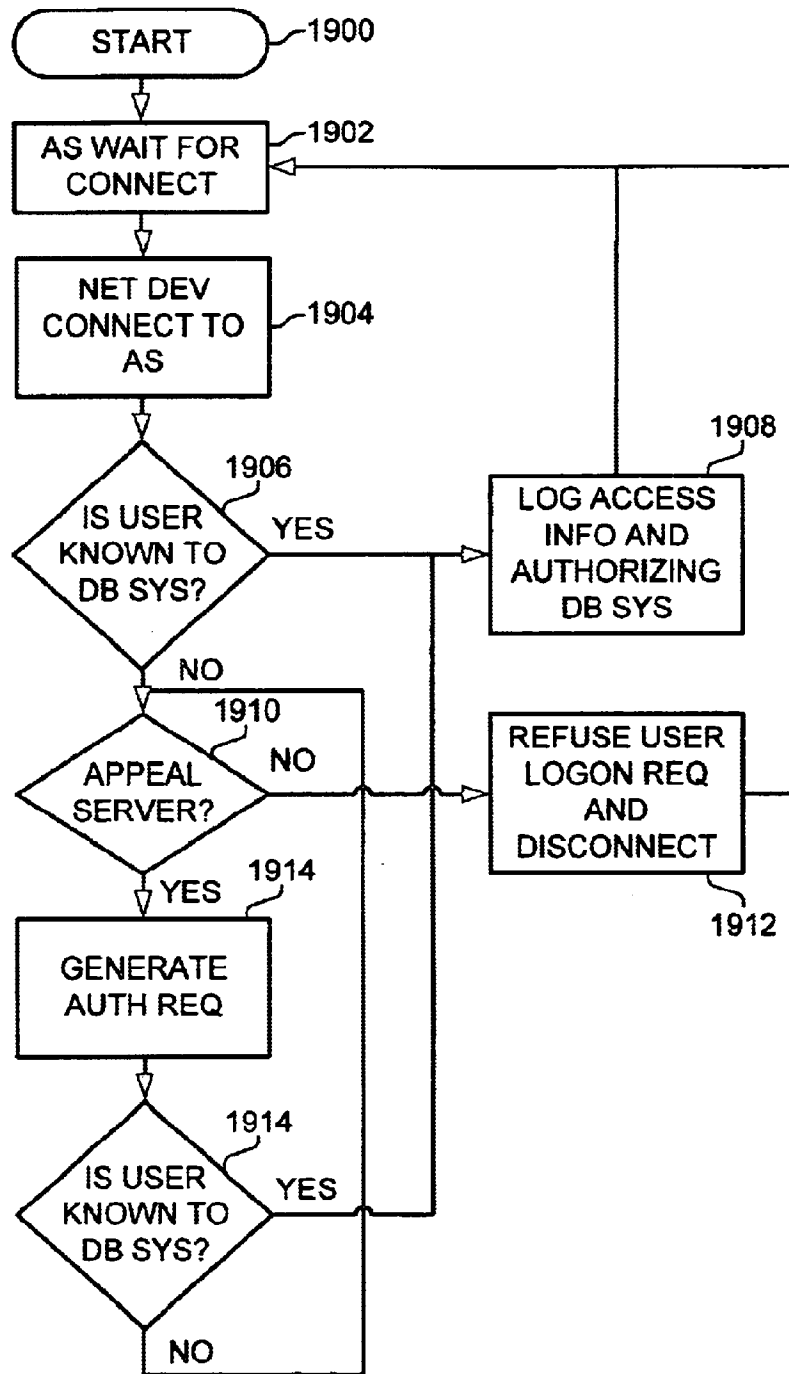 START
1900
AS WAIT FOR
CONNECT
1902
NET DEV
CONNECT TO
AS
1904
1906
IS USER
KNOWN TO
DB SYS?
YES
NO
1908
LOG ACCESS
INFO AND
AUTHORIZING
DB SYS
1910
APPEAL
SERVER?
NO
YES
REFUSE USER
LOGON REQ
AND
DISCONNECT
1912
1914
GENERATE
AUTH REQ
1914
IS USER
KNOWN TO
DB SYS?
YES
NO